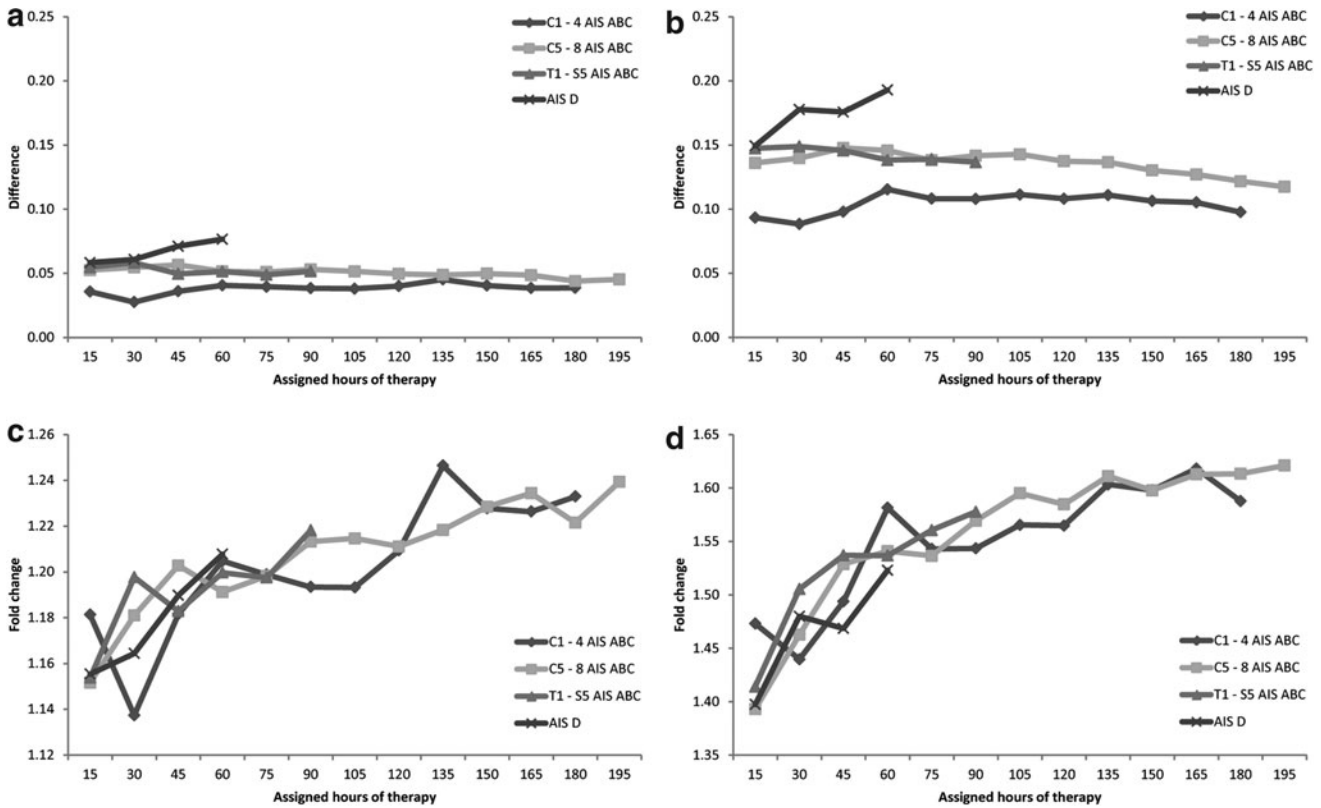 a
0.25
0.20
0.15
0.10
0.05
0.00
Difference
15 30 45 60 75 90 105 120 135 150 165 180 195
Assigned hours of therapy
C1 - 4 AIS ABC
C5 - 8 AIS ABC
T1 - S5 AIS ABC
AIS D
b
0.25
0.20
0.15
0.10
0.05
0.00
Difference
15 30 45 60 75 90 105 120 135 150 165 180 195
Assigned hours of therapy
C1 - 4 AIS ABC
C5 - 8 AIS ABC
T1 - S5 AIS ABC
AIS D
c
1.26
1.24
1.22
1.20
1.18
1.16
1.14
1.12
Fold change
15 30 45 60 75 90 105 120 135 150 165 180 195
Assigned hours of therapy
C1 - 4 AIS ABC
C5 - 8 AIS ABC
T1 - S5 AIS ABC
AIS D
d
1.65
1.60
1.55
1.50
1.45
1.40
1.35
Fold change
15 30 45 60 75 90 105 120 135 150 165 180 195
Assigned hours of therapy
C1 - 4 AIS ABC
C5 - 8 AIS ABC
T1 - S5 AIS ABC
AIS D